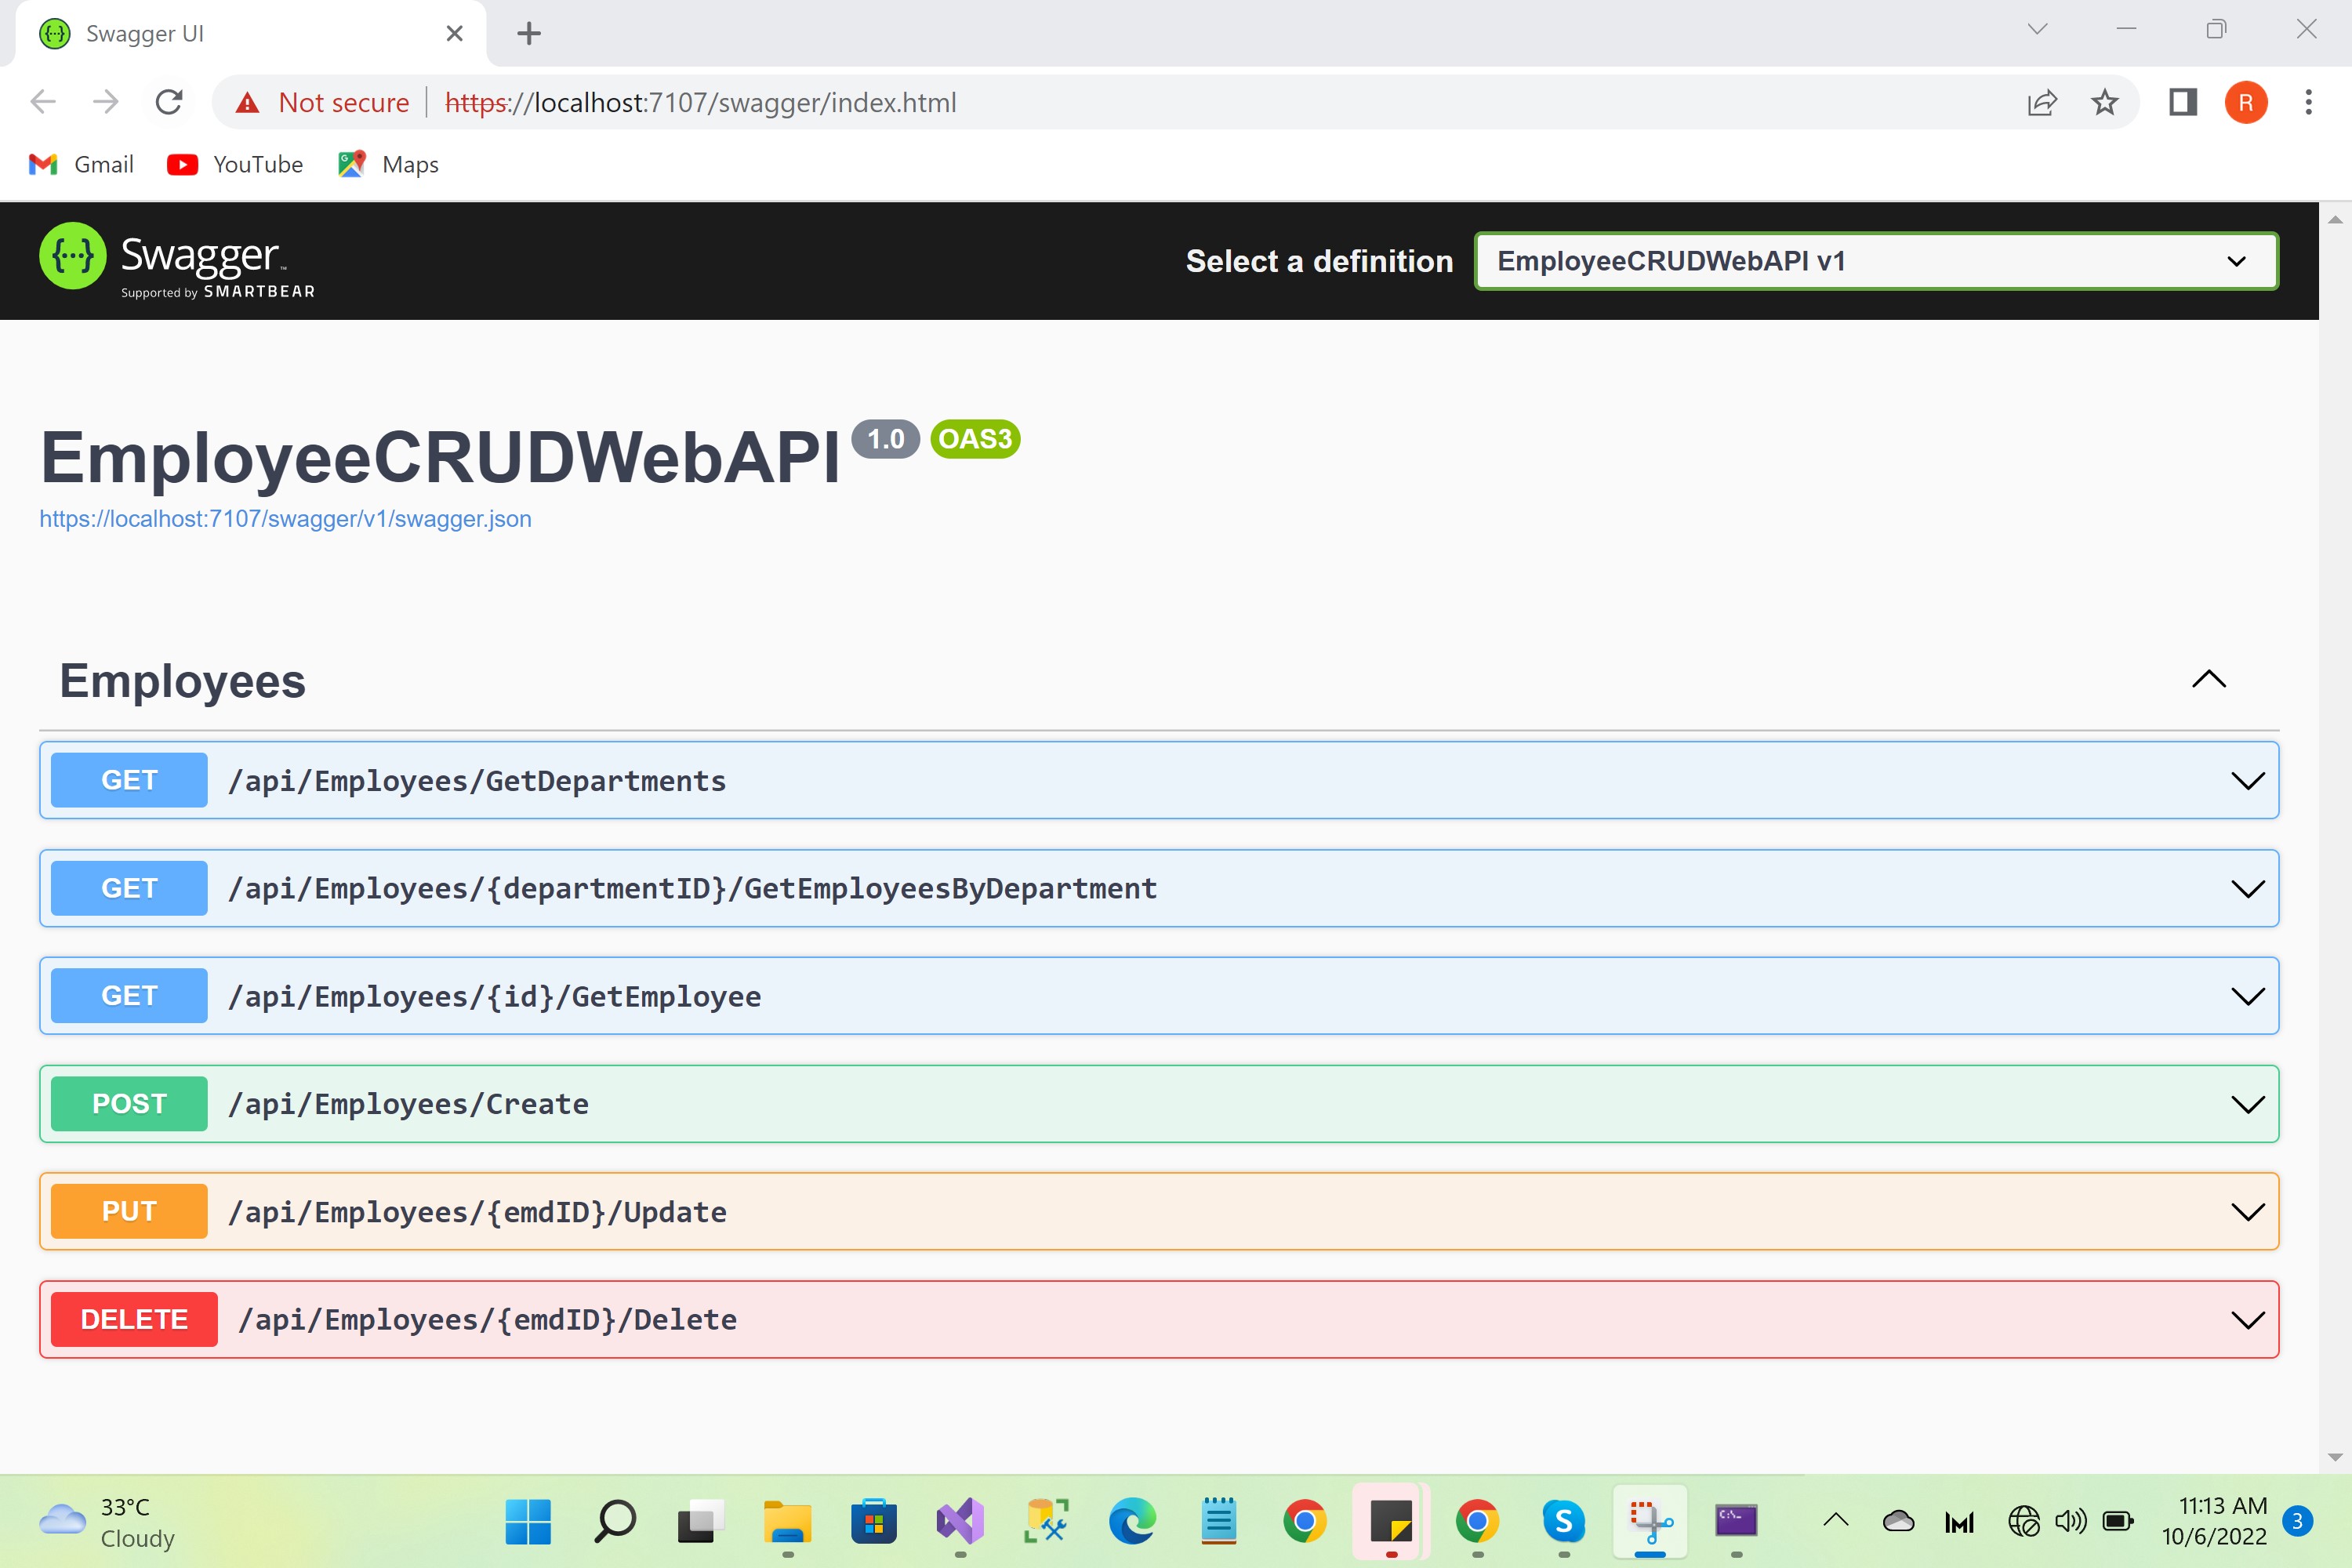 Swagger UI
Not secure https://localhost:7107/swagger/index.html
R
Gmail YouTube Maps
Swagger™
Supported by SMARTBEAR
Select a definition EmployeeCRUDWebAPI v1
EmployeeCRUDWebAPI 1.0 OAS3
https://localhost:7107/swagger/v1/swagger.json
Employees
GET /api/Employees/GetDepartments
GET /api/Employees/{departmentID}/GetEmployeesByDepartment
GET /api/Employees/{id}/GetEmployee
POST /api/Employees/Create
PUT /api/Employees/{emdID}/Update
DELETE /api/Employees/{emdID}/Delete
33°C
Cloudy
11:13 AM
10/6/2022
3